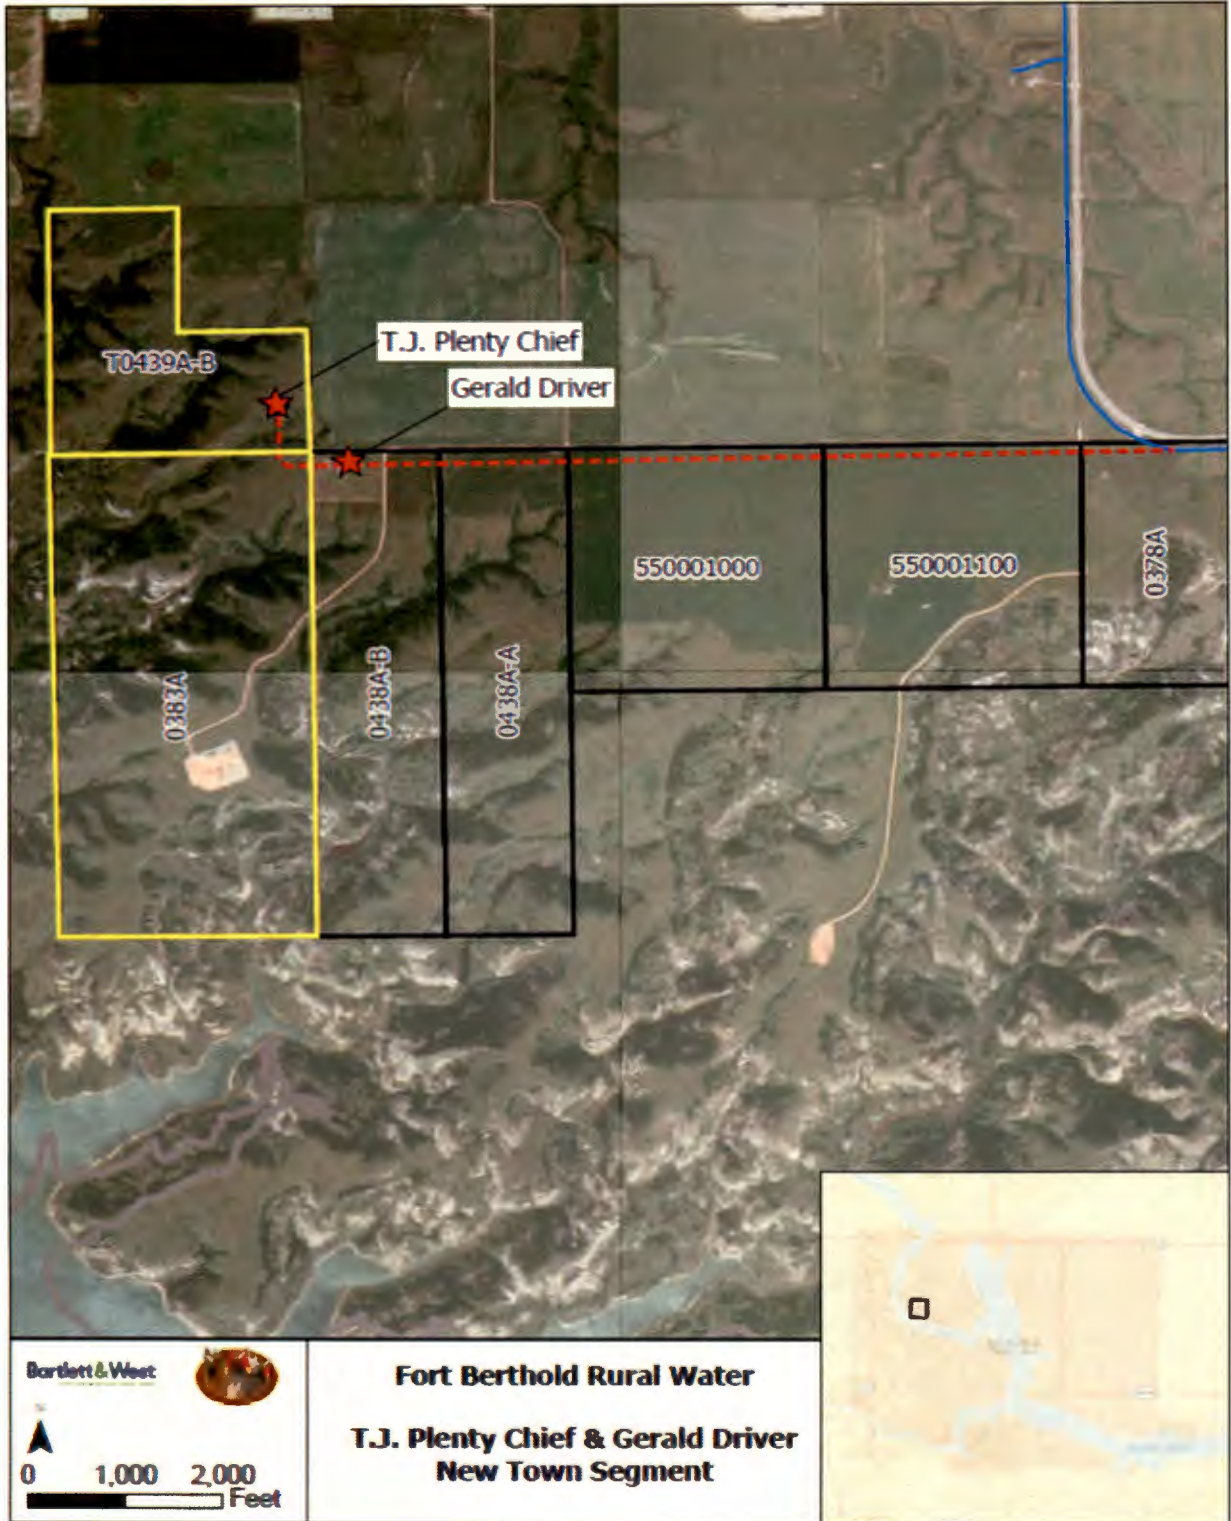 T.J. Plenty Chief
T0439A-B
Gerald Driver
550001000
550001100
0378A
0383A
0438A-B
0438A-A
Bartlett&West
N
0
1,000
2,000
Feet
Fort Berthold Rural Water
T.J. Plenty Chief & Gerald Driver
New Town Segment